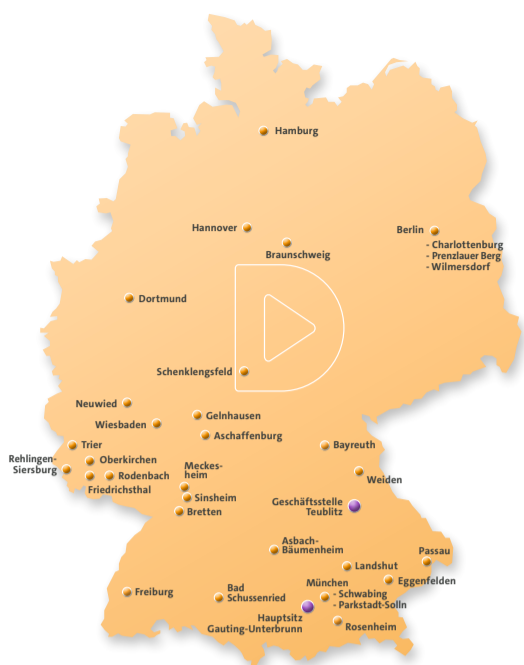 Hamburg
Hannover
Braunschweig
Berlin
- Charlottenburg
- Prenzlauer Berg
- Wilmersdorf
Dortmund
Schenklengsfeld
Neuwied
Gelnhausen
Wiesbaden
Aschaffenburg
Trier
Bayreuth
Rehlingen-
Siersburg
Oberkirchen
Rodenbach
Friedrichsthal
Meckes-
heim
Sinsheim
Bretten
Weiden
Geschäftsstelle
Teublitz
Asbach-
Bäumenheim
Passau
Landshut
Eggenfelden
Freiburg
Bad
Schussenried
München
- Schwabing
- Parkstadt-Solln
Hauptsitz
Gauting-Unterbrunn
Rosenheim